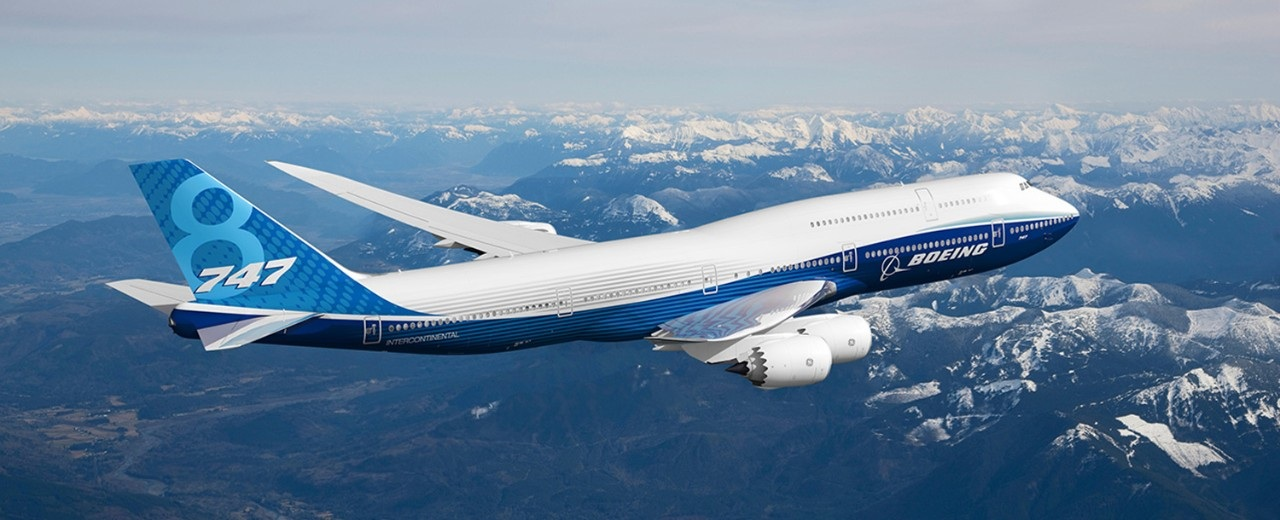 8
747
INTERCONTINENTAL
BOEING